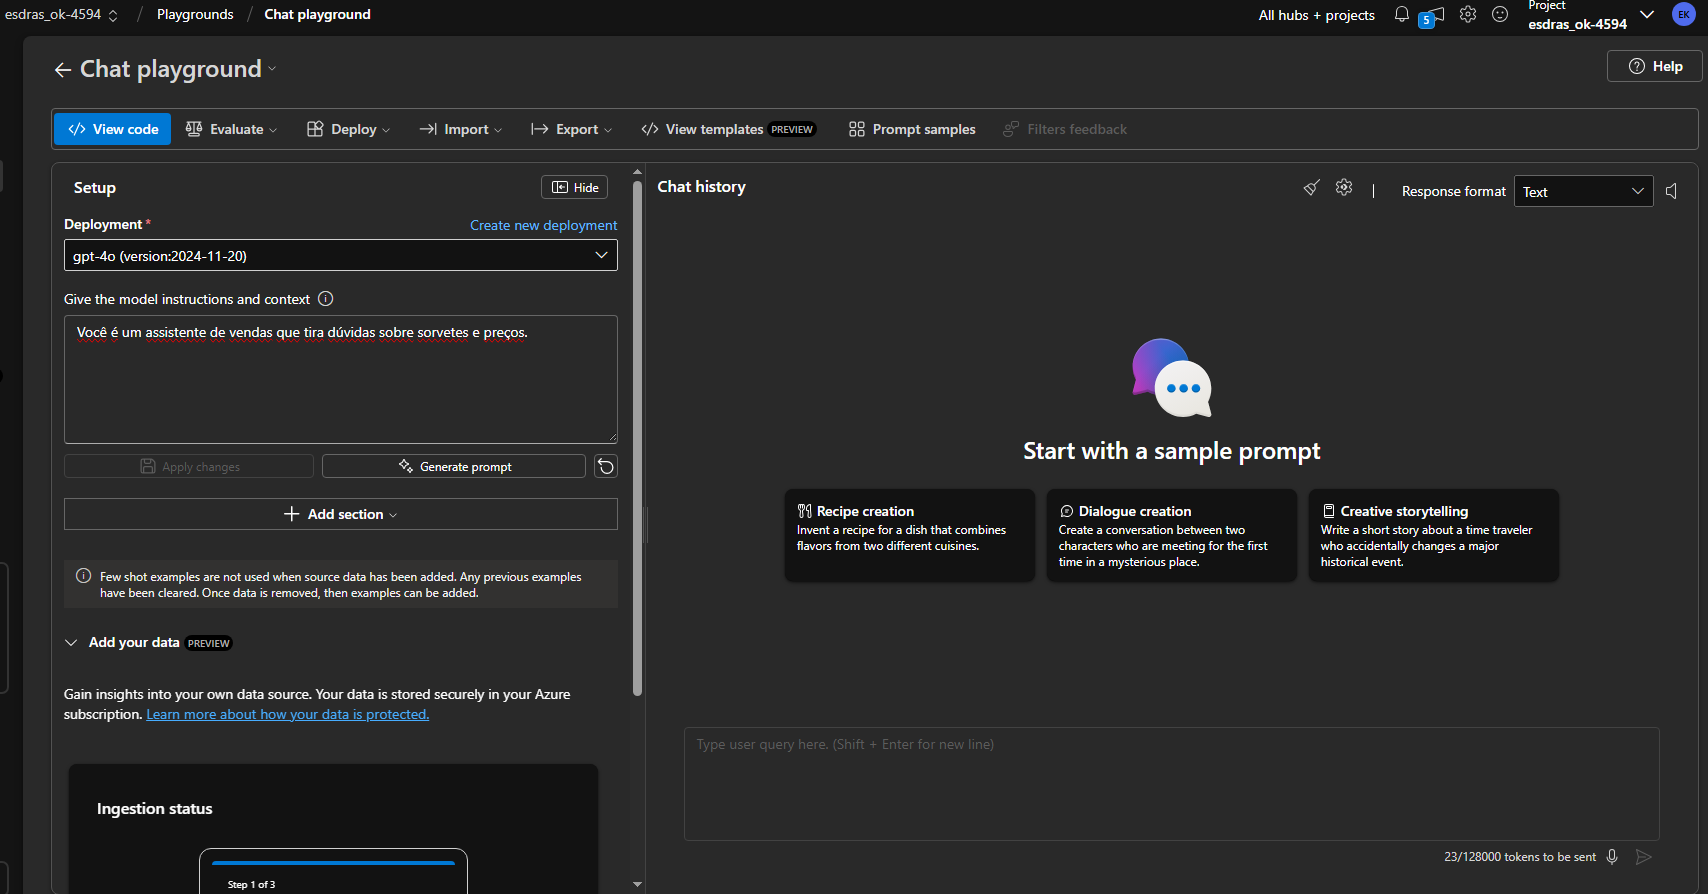 esdras_ok-4594 / Playgrounds / Chat playground
All hubs + projects
5
Project
esdras_ok-4594
EK
Chat playground
Help
</> View code
Evaluate
Deploy
Import
Export
</> View templates PREVIEW
Prompt samples
Filters feedback
Setup
Hide
Deployment *
Create new deployment
gpt-4o (version:2024-11-20)
Give the model instructions and context
Você é um assistente de vendas que tira dúvidas sobre sorvetes e preços.
Apply changes
Generate prompt
Add section
Few shot examples are not used when source data has been added. Any previous examples
have been cleared. Once data is removed, then examples can be added.
Add your data PREVIEW
Gain insights into your own data source. Your data is stored securely in your Azure
subscription. Learn more about how your data is protected.
Ingestion status
Step 1 of 3
Chat history
Response format
Text
Start with a sample prompt
Recipe creation
Invent a recipe for a dish that combines
flavors from two different cuisines.
Dialogue creation
Create a conversation between two
characters who are meeting for the first
time in a mysterious place.
Creative storytelling
Write a short story about a time traveler
who accidentally changes a major
historical event.
Type user query here. (Shift + Enter for new line)
23/128000 tokens to be sent